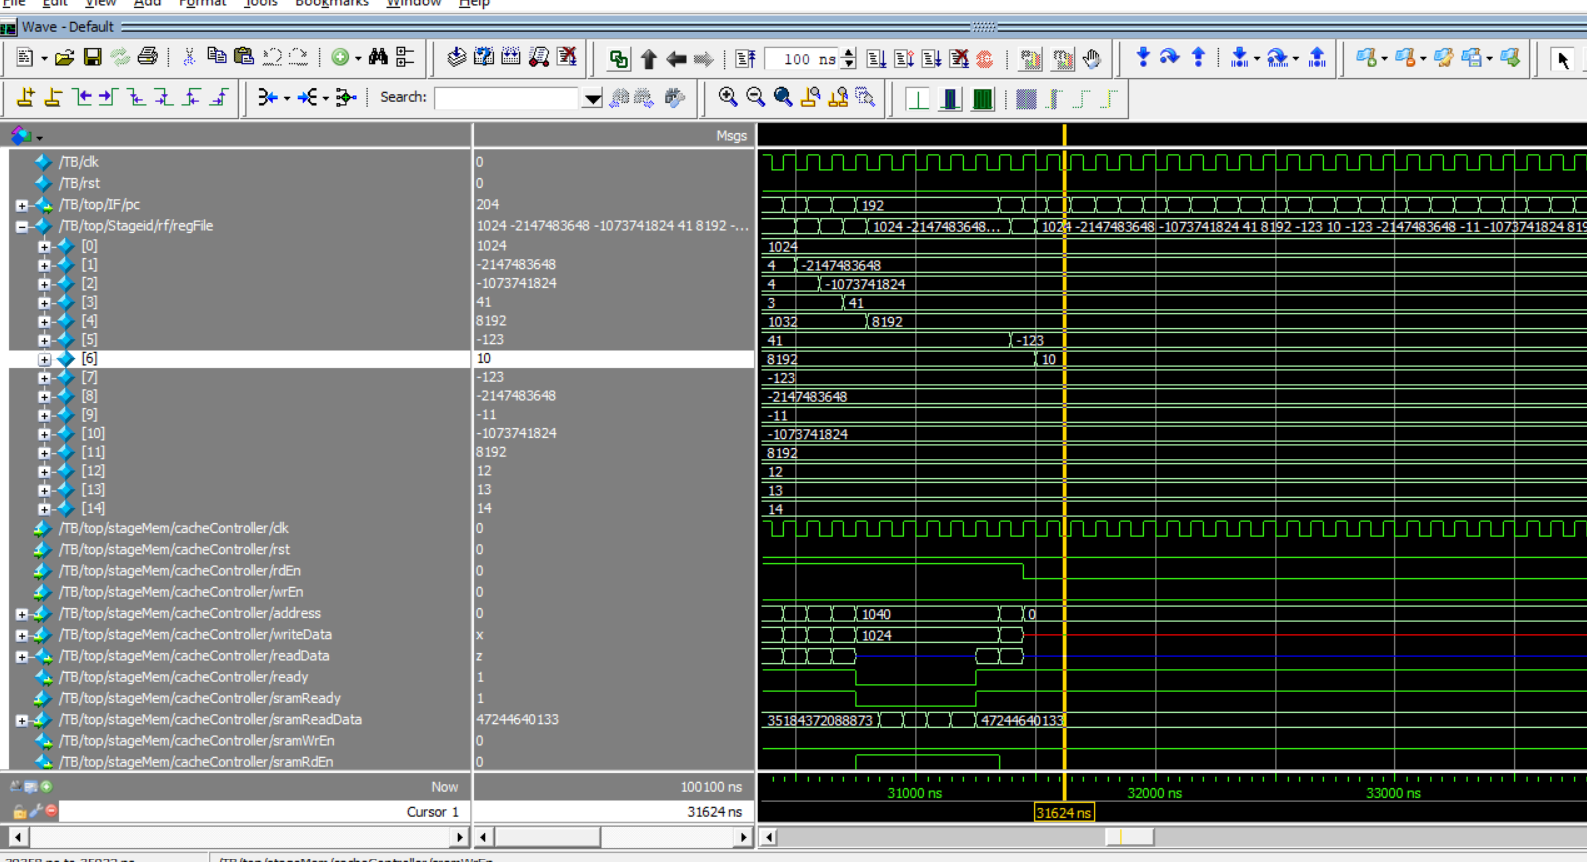 File Edit View Add Format Tools Bookmarks Window Help
Wave - Default
100 ns
Search:
Msgs
/TB/clk 0
/TB/rst 0
/TB/top/IF/pc 204 192
/TB/top/Stageid/rf/regFile 1024 -2147483648 -1073741824 41 8192 -... 1024 -2147483648... 1024 -2147483648 -1073741824 41 8192 -123 10 -123 -2147483648 -11 -1073741824 819
[0] 1024 1024
[1] -2147483648 4 -2147483648
[2] -1073741824 4 -1073741824
[3] 41 3 41
[4] 8192 1032 8192
[5] -123 41 -123
[6] 10 8192 10
[7] -123 -123
[8] -2147483648 -2147483648
[9] -11 -11
[10] -1073741824 -1073741824
[11] 8192 8192
[12] 12 12
[13] 13 13
[14] 14 14
/TB/top/stageMem/cacheController/clk 0
/TB/top/stageMem/cacheController/rst 0
/TB/top/stageMem/cacheController/rdEn 0
/TB/top/stageMem/cacheController/wrEn 0
/TB/top/stageMem/cacheController/address 0 1040 0
/TB/top/stageMem/cacheController/writeData x 1024
/TB/top/stageMem/cacheController/readData z
/TB/top/stageMem/cacheController/ready 1
/TB/top/stageMem/cacheController/sramReady 1
/TB/top/stageMem/cacheController/sramReadData 47244640133 35184372088873 47244640133
/TB/top/stageMem/cacheController/sramWrEn 0
/TB/top/stageMem/cacheController/sramRdEn 0
Now 100100 ns 31000 ns 32000 ns 33000 ns
Cursor 1 31624 ns 31624 ns
/TB/top/stageMem/cacheController/sramWrEn